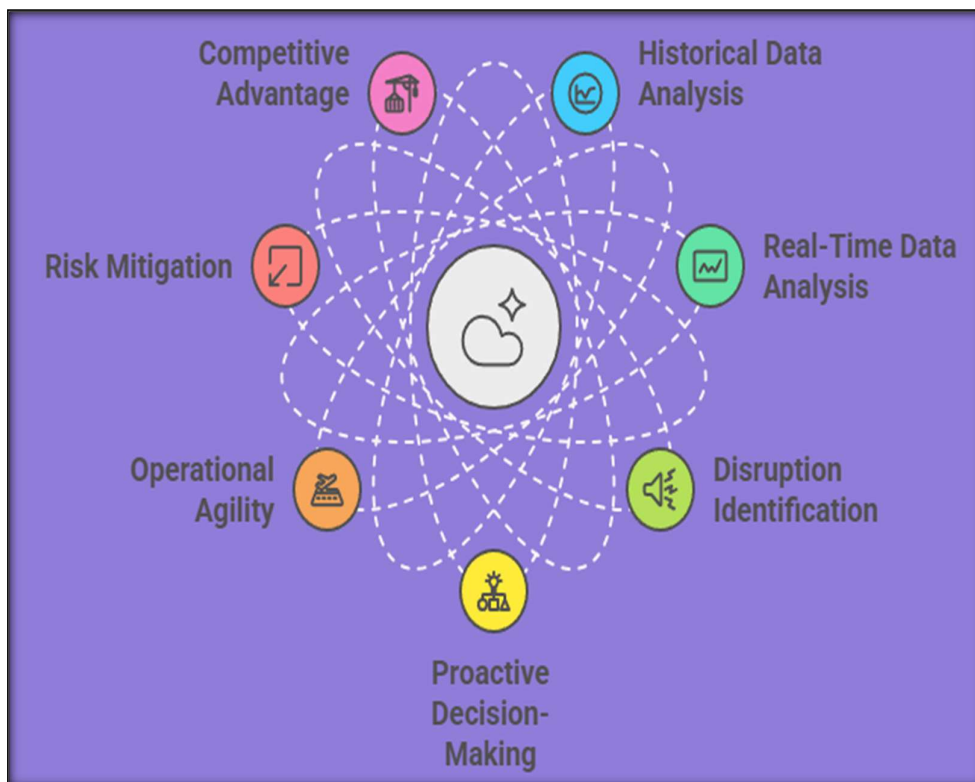 Competitive
Advantage
Historical Data
Analysis
Risk Mitigation
Real-Time Data
Analysis
Operational
Agility
Disruption
Identification
Proactive
Decision-
Making